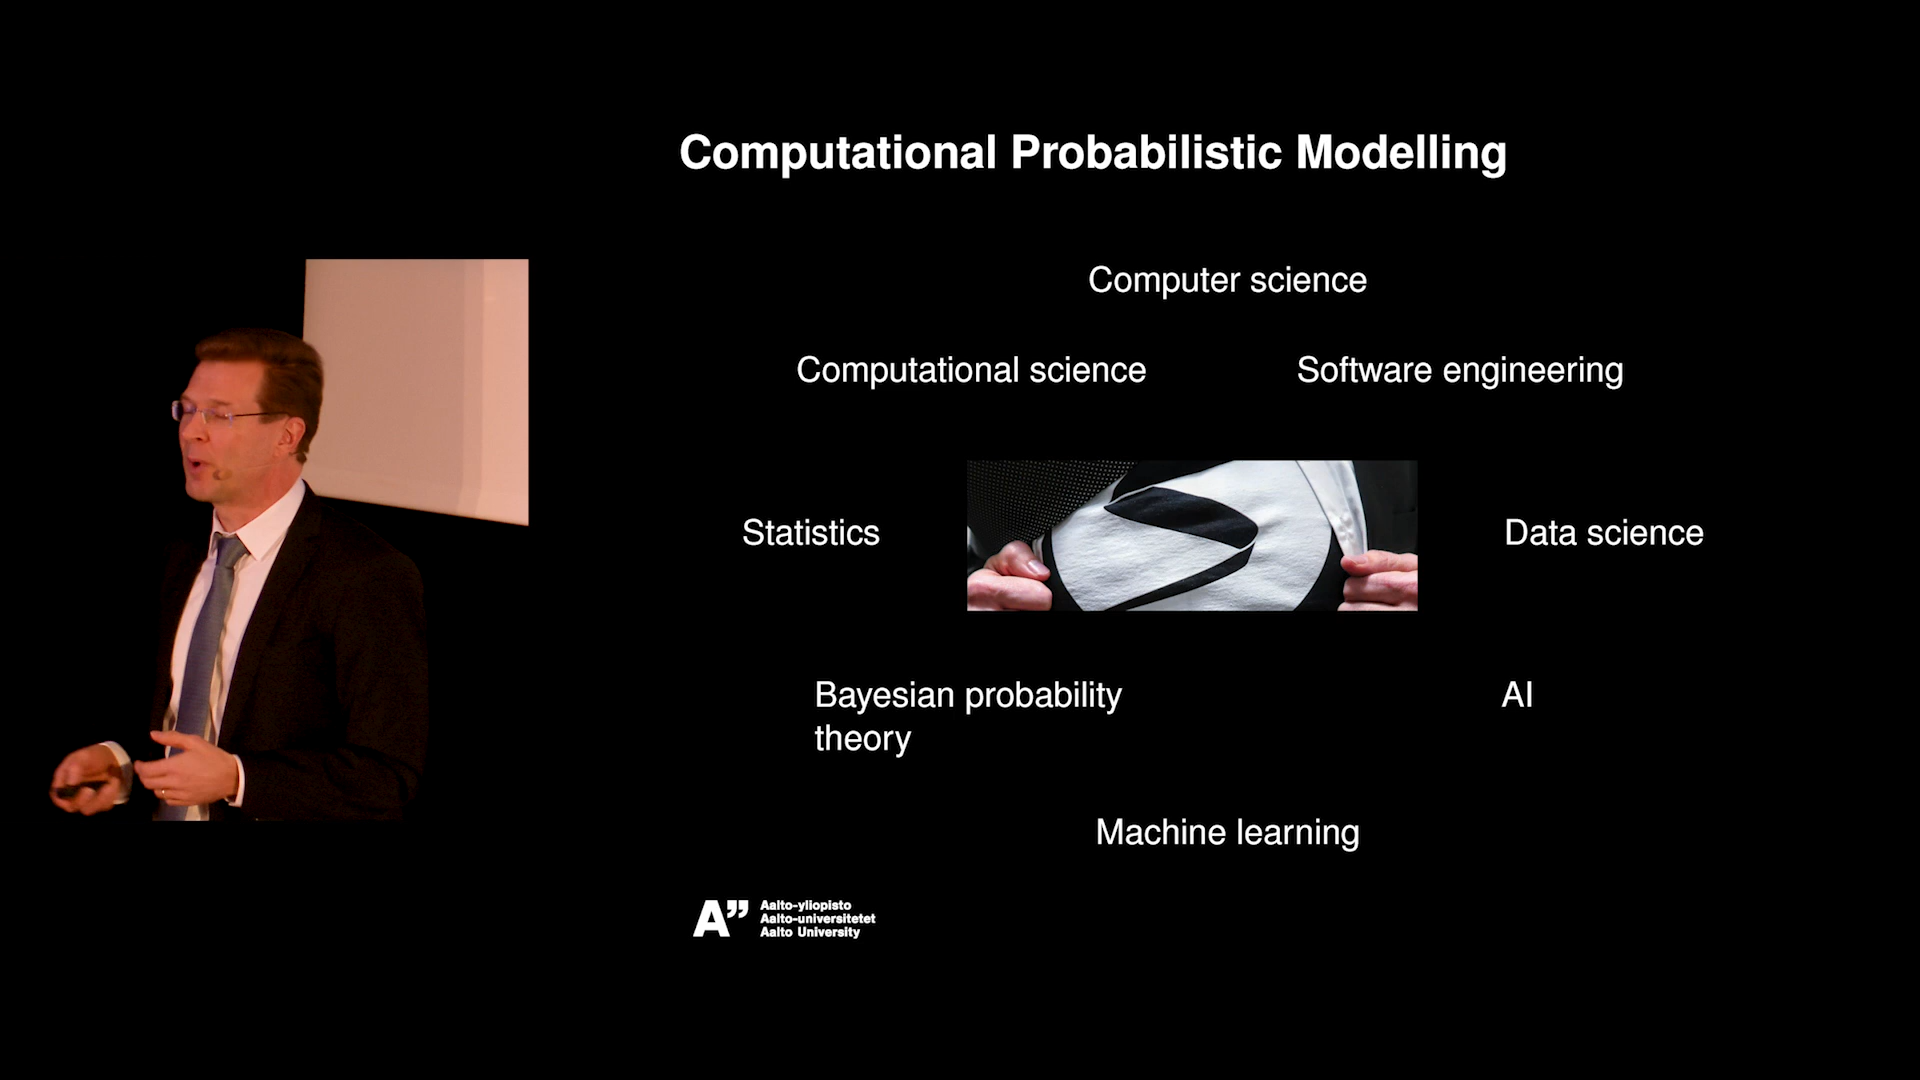 Computational Probabilistic Modelling
Computer science
Computational science
Software engineering
Statistics
Data science
Bayesian probability
theory
AI
Machine learning
A”
Aalto-yliopisto
Aalto-universitetet
Aalto University